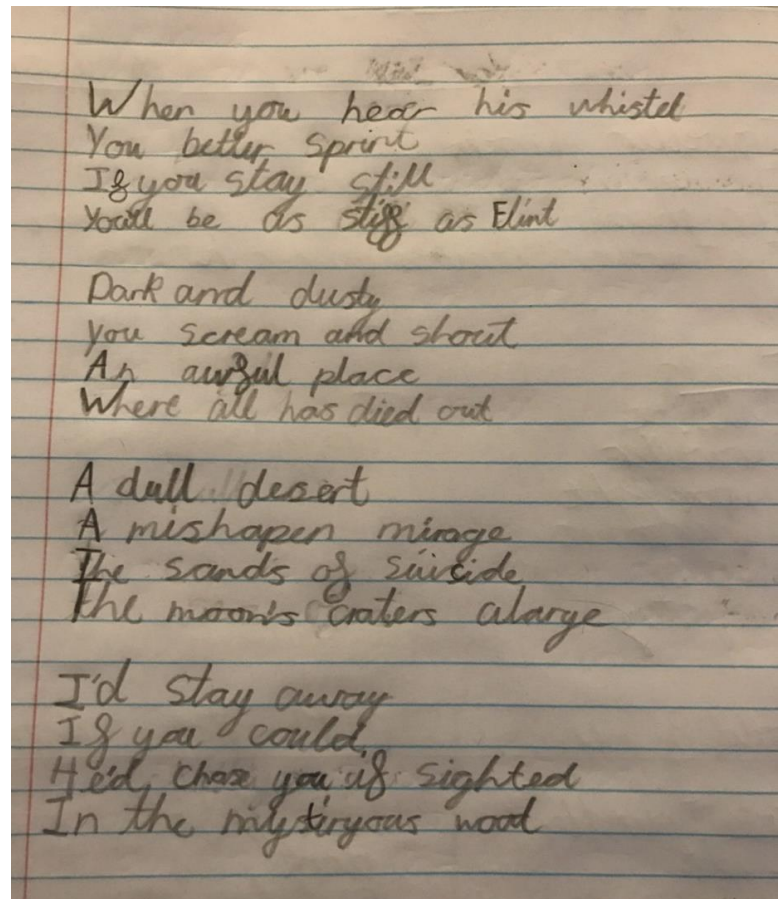 When you hear his whistel
You better sprint
If you stay still
You'll be as stiff as Flint
Dark and dusty
you scream and shout
An awful place
Where all has died out
A dull desert
A mishapen mirage
The sands of suicide
the moon's craters alarge
I'd stay away
If you could
He'd chase you if sighted
In the mystiryous wood